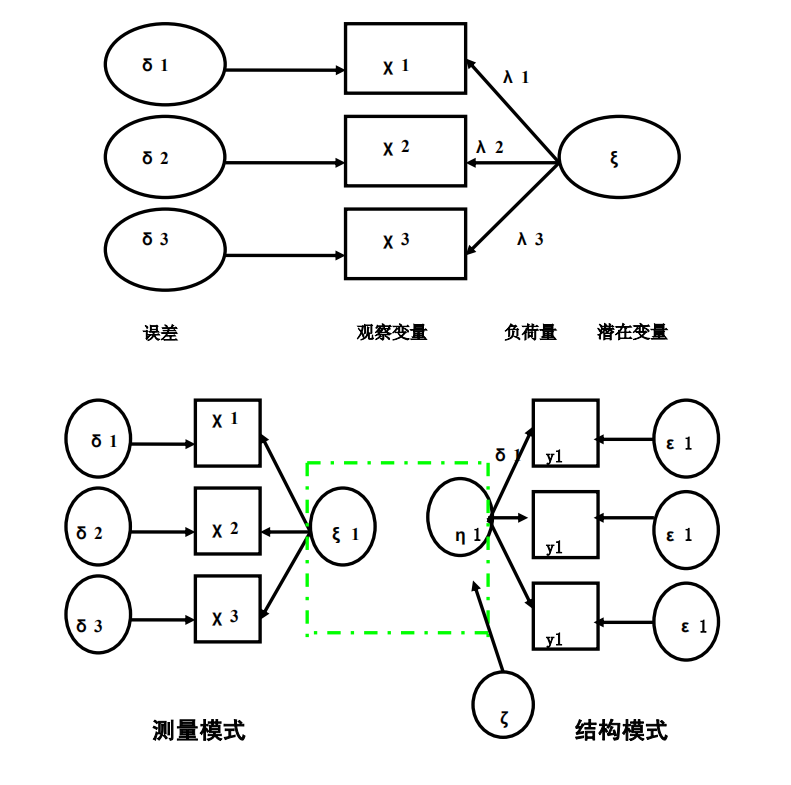 δ 1
χ 1
λ 1
δ 2
χ 2
λ 2
ξ
δ 3
χ 3
λ 3
误差
观察变量
负荷量
潜在变量
δ 1
χ 1
δ 1
y1
ε 1
δ 2
χ 2
ξ 1
η 1
y1
ε 1
δ 3
χ 3
y1
ε 1
ζ
测量模式
结构模式